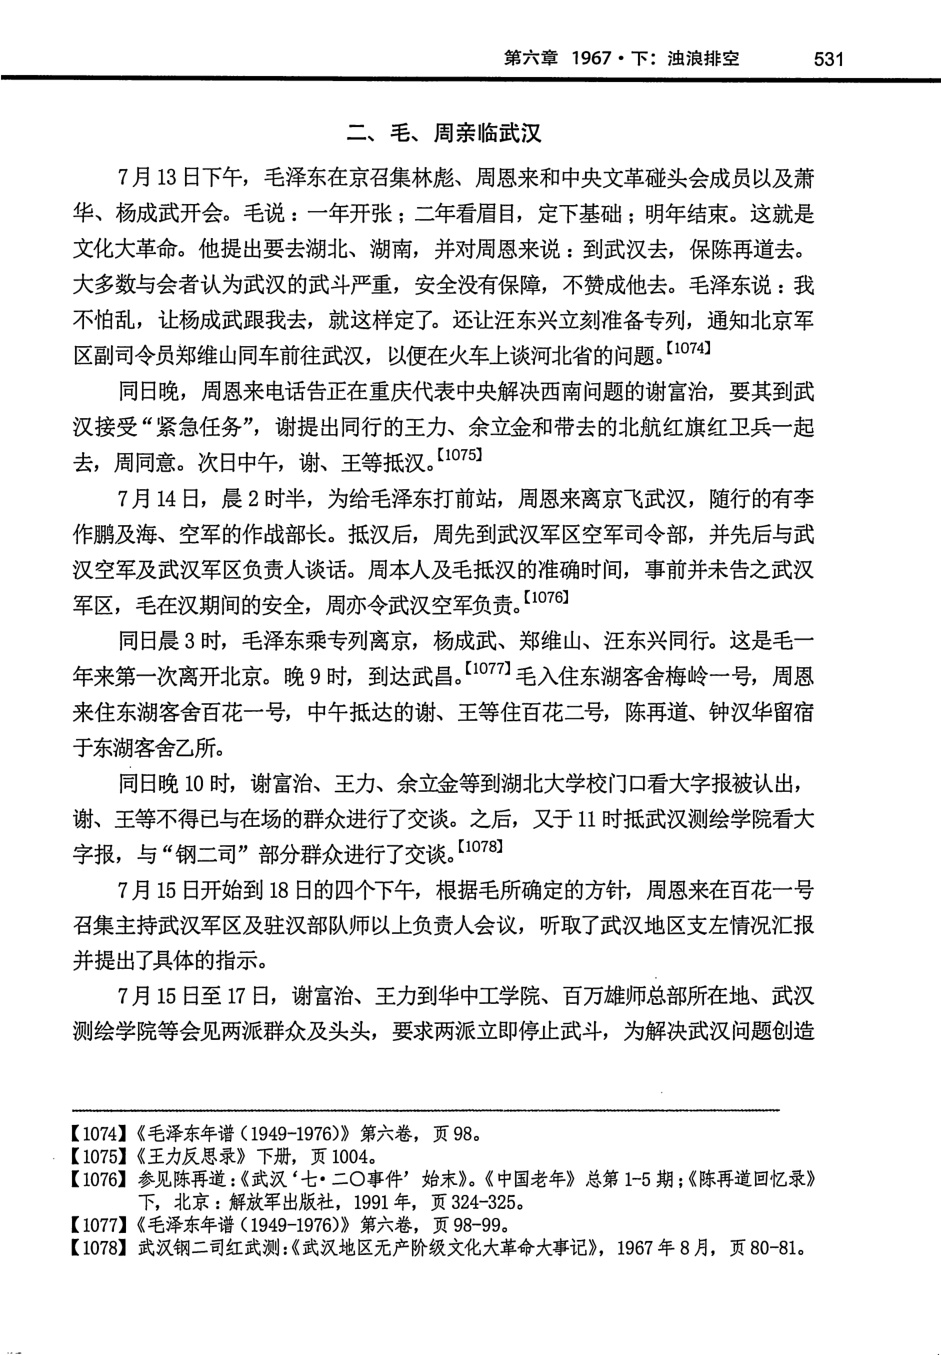 第六章 1967·下：浊浪排空 531
二、毛、周亲临武汉
7月13日下午，毛泽东在京召集林彪、周恩来和中央文革碰头会成员以及萧
华、杨成武开会。毛说：一年开张；二年看眉目，定下基础；明年结束。这就是
文化大革命。他提出要去湖北、湖南，并对周恩来说：到武汉去，保陈再道去。
大多数与会者认为武汉的武斗严重，安全没有保障，不赞成他去。毛泽东说：我
不怕乱，让杨成武跟我去，就这样定了。还让汪东兴立刻准备专列，通知北京军
区副司令员郑维山同车前往武汉，以便在火车上谈河北省的问题。【1074】
同日晚，周恩来电话告正在重庆代表中央解决西南问题的谢富治，要其到武
汉接受“紧急任务”，谢提出同行的王力、余立金和带去的北航红旗红卫兵一起
去，周同意。次日中午，谢、王等抵汉。【1075】
7月14日，晨2时半，为给毛泽东打前站，周恩来离京飞武汉，随行的有李
作鹏及海、空军的作战部长。抵汉后，周先到武汉军区空军司令部，并先后与武
汉空军及武汉军区负责人谈话。周本人及毛抵汉的准确时间，事前并未告之武汉
军区，毛在汉期间的安全，周亦令武汉空军负责。【1076】
同日晨3时，毛泽东乘专列离京，杨成武、郑维山、汪东兴同行。这是毛一
年来第一次离开北京。晚9时，到达武昌。【1077】毛入住东湖客舍梅岭一号，周恩
来住东湖客舍百花一号，中午抵达的谢、王等住百花二号，陈再道、钟汉华留宿
于东湖客舍乙所。
同日晚10时，谢富治、王力、余立金等到湖北大学校门口看大字报被认出，
谢、王等不得已与在场的群众进行了交谈。之后，又于11时抵武汉测绘学院看大
字报，与“钢二司”部分群众进行了交谈。【1078】
7月15日开始到18日的四个下午，根据毛所确定的方针，周恩来在百花一号
召集主持武汉军区及驻汉部队师以上负责人会议，听取了武汉地区支左情况汇报
并提出了具体的指示。
7月15日至17日，谢富治、王力到华中工学院、百万雄师总部所在地、武汉
测绘学院等会见两派群众及头头，要求两派立即停止武斗，为解决武汉问题创造
【1074】《毛泽东年谱（1949-1976）》第六卷，页98。
【1075】《王力反思录》下册，页1004。
【1076】参见陈再道：《武汉‘七·二〇事件’始末》。《中国老年》总第1-5期；《陈再道回忆录》
下，北京：解放军出版社，1991年，页324-325。
【1077】《毛泽东年谱（1949-1976）》第六卷，页98-99。
【1078】武汉钢二司红武测：《武汉地区无产阶级文化大革命大事记》，1967年8月，页80-81。